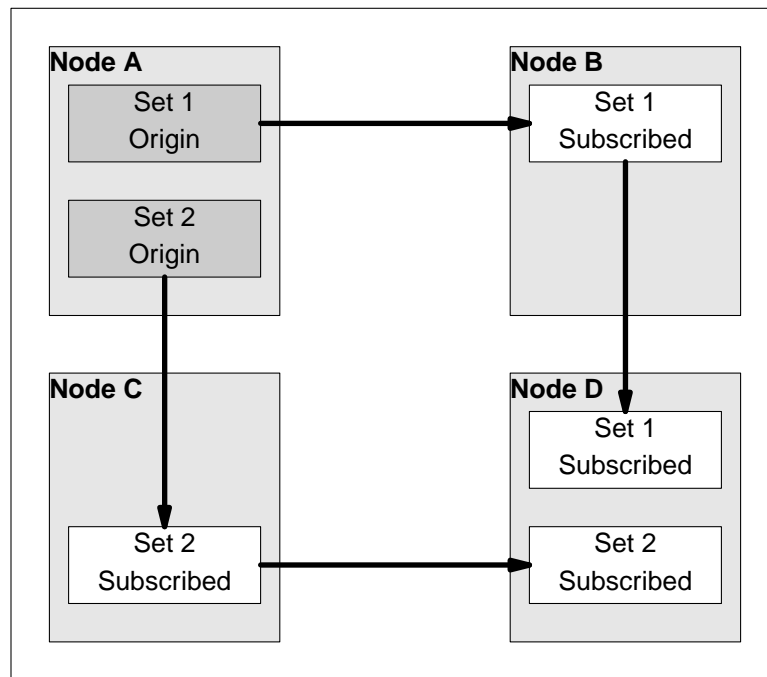 Node A
Set 1
Origin
Set 2
Origin
Node B
Set 1
Subscribed
Node C
Set 2
Subscribed
Node D
Set 1
Subscribed
Set 2
Subscribed